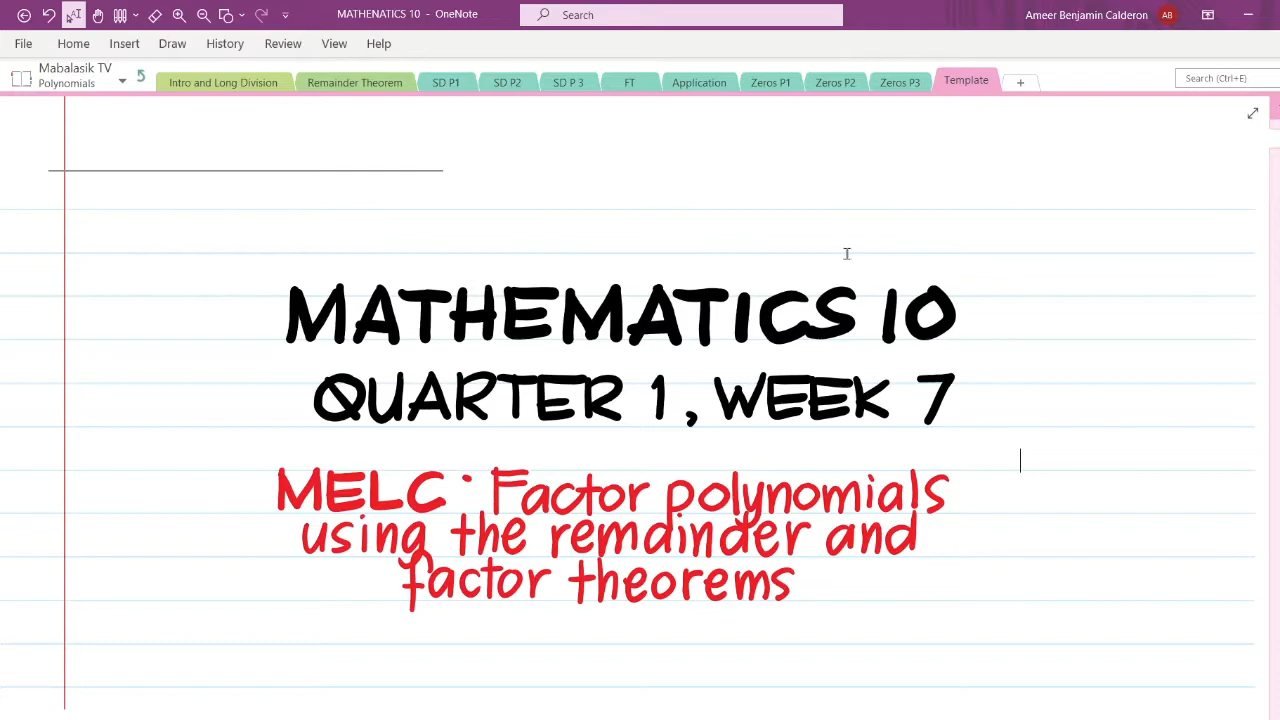 MATHEMATICS 10 - OneNote
Search
Ameer Benjamin Calderon AB
File Home Insert Draw History Review View Help
Mabalasik TV
Polynomials
Intro and Long Division Remainder Theorem SD P1 SD P2 SD P 3 FT Application Zeros P1 Zeros P2 Zeros P3 Template +
Search (Ctrl+E)
MATHEMATICS 10
QUARTER 1, WEEK 7
MELC: Factor polynomials
using the remainder and
factor theorems